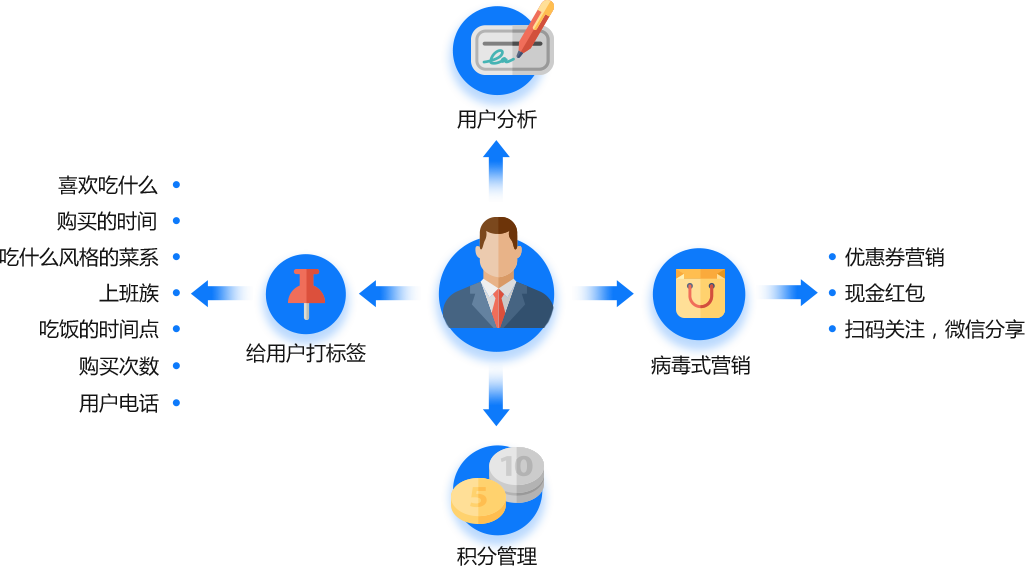 用户分析
喜欢吃什么
购买的时间
吃什么风格的菜系
上班族
吃饭的时间点
购买次数
用户电话
给用户打标签
优惠券营销
现金红包
扫码关注，微信分享
病毒式营销
10
5
积分管理